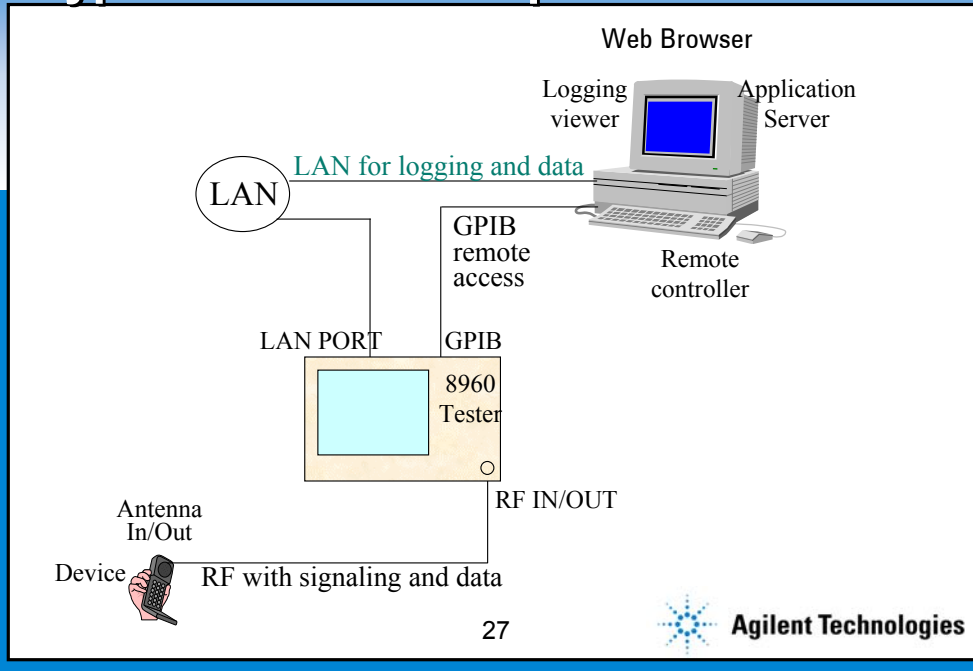 Web Browser
Logging
viewer
Application
Server
LAN for logging and data
LAN
GPIB
remote
access
Remote
controller
LAN PORT
GPIB
8960
Tester
RF IN/OUT
Antenna
In/Out
Device
RF with signaling and data
27
Agilent Technologies